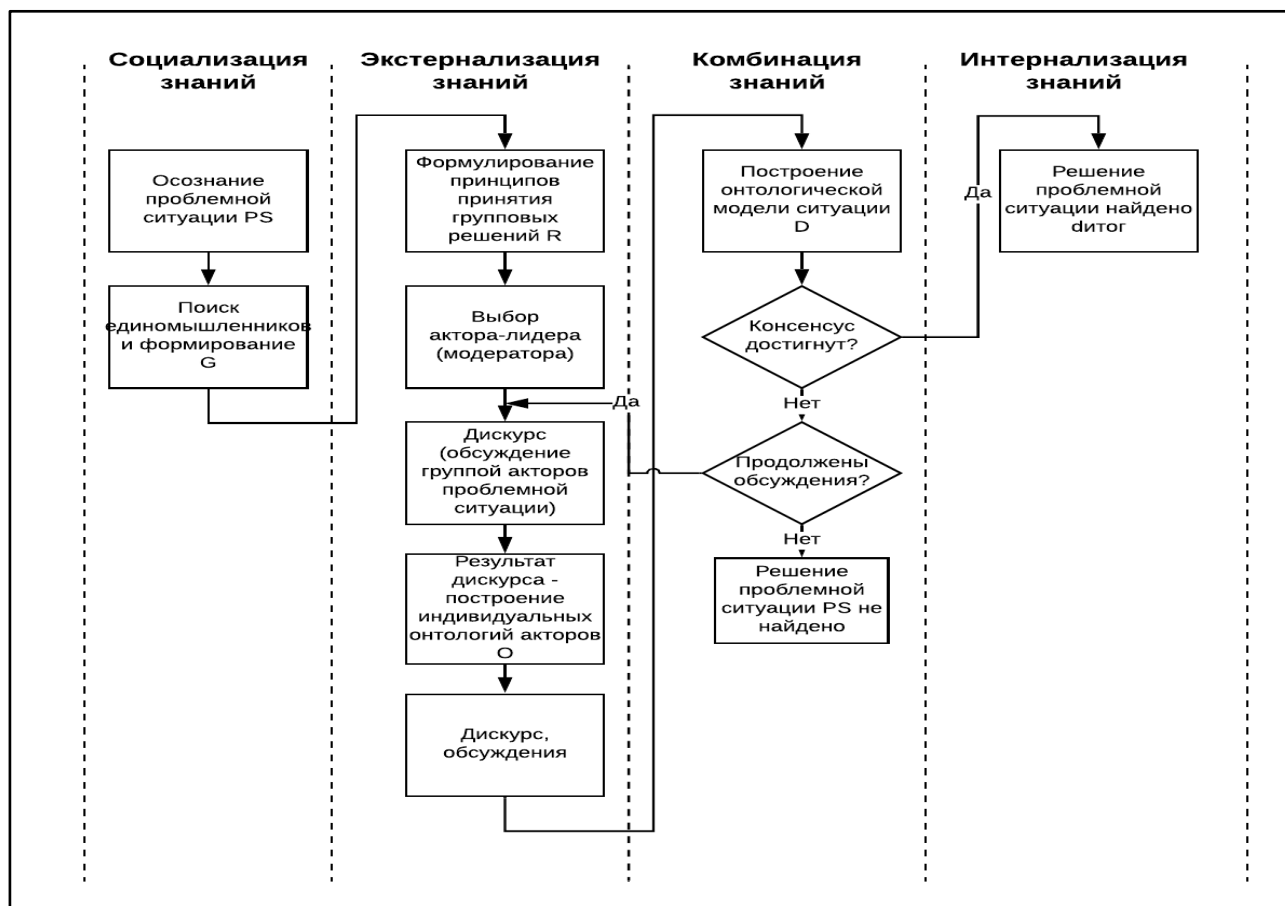 Социализация
знаний
Экстернализация
знаний
Комбинация
знаний
Интернализация
знаний
Осознание
проблемной
ситуации PS
Поиск
единомышленников
и формирование
G
Формулирование
принципов
принятия
групповых
решений R
Выбор
актора-лидера
(модератора)
Дискурс
(обсуждение
группой акторов
проблемной
ситуации)
Результат
дискурса -
построение
индивидуальных
онтологий акторов
O
Дискурс,
обсуждения
Построение
онтологической
модели ситуации
D
Консенсус
достигнут?
Да
Нет
Продолжены
обсуждения?
Да
Нет
Решение
проблемной
ситуации PS не
найдено
Решение
проблемной
ситуации найдено
dитог